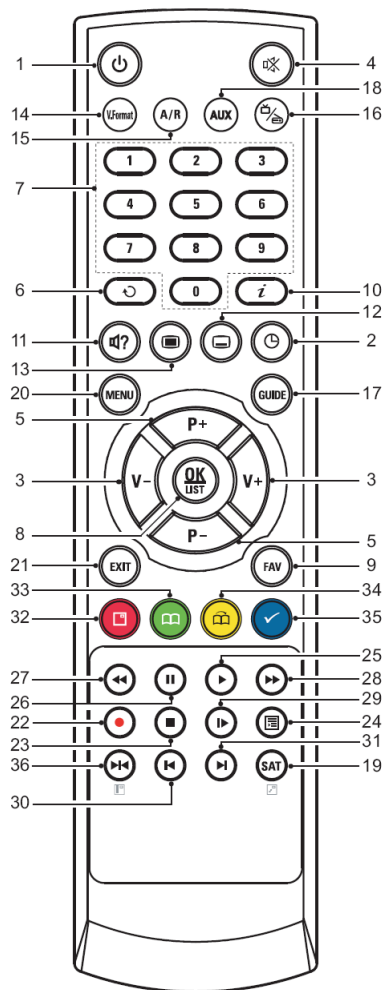 1
4
18
14
V.Format
A/R
AUX
16
15
1 2 3
7
4 5 6
7 8 9
6
0
i
10
12
11
?
2
13
20
MENU
GUIDE
17
5
P+
3
V-
OK
LIST
V+
3
8
P-
5
21
EXIT
FAV
9
33
34
32
35
25
27
28
26
29
22
24
23
31
36
SAT
19
30